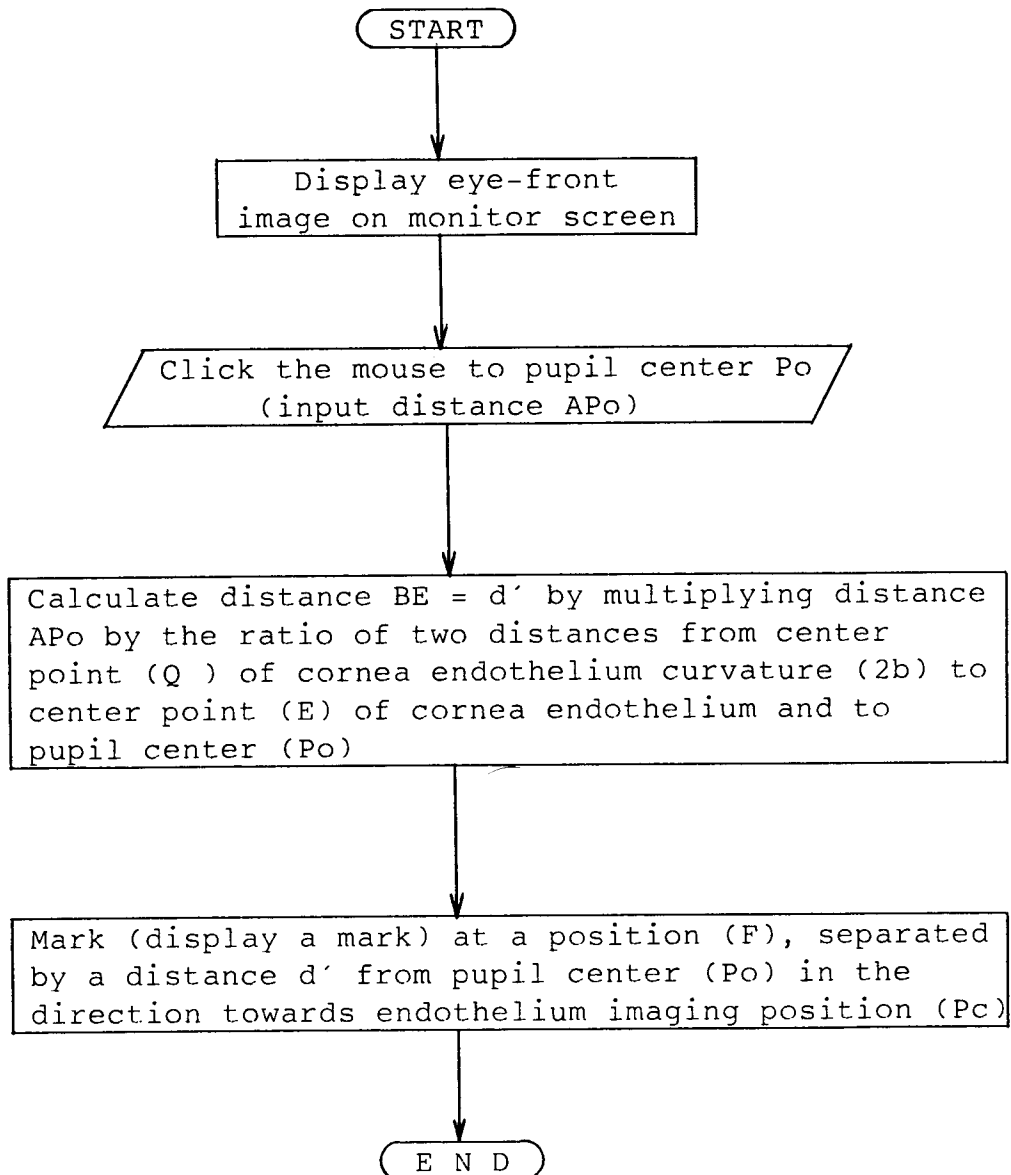 START
Display eye-front
image on monitor screen
Click the mouse to pupil center Po
(input distance APo)
Calculate distance BE = d′ by multiplying distance
APo by the ratio of two distances from center
point (Q ) of cornea endothelium curvature (2b) to
center point (E) of cornea endothelium and to
pupil center (Po)
Mark (display a mark) at a position (F), separated
by a distance d′ from pupil center (Po) in the
direction towards endothelium imaging position (Pc)
E N D